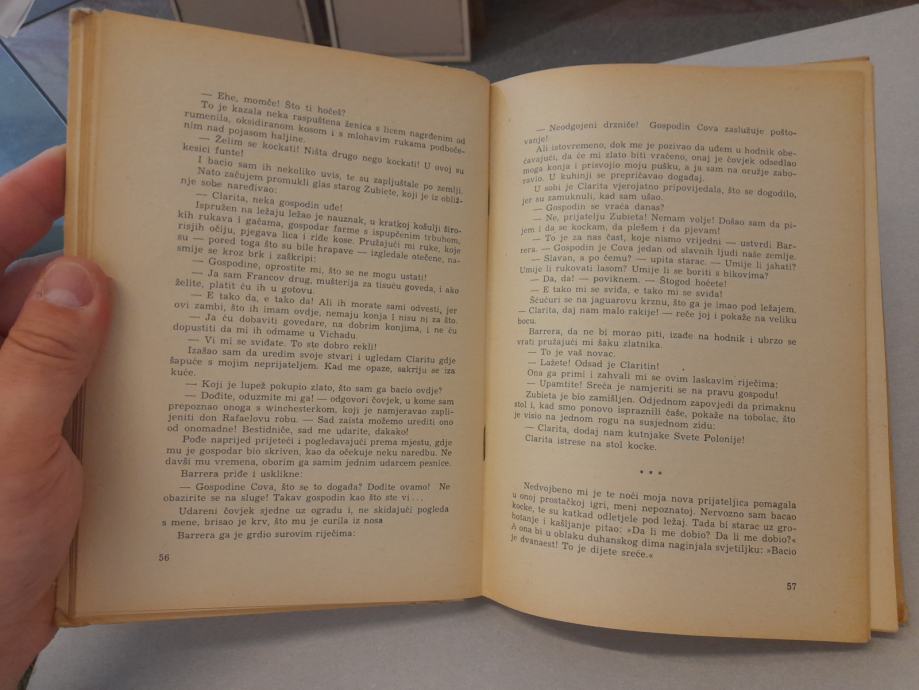 — Ehe, momče! Što ti hoćeš?
To je kazala neka raspuštena ženica s licem nagrđenim od
rumenila, oksidiranom kosom i s mlohavim rukama podboče-
nim nad pojasom haljine.
— Želim se kockati! Ništa drugo nego kockati! U ovoj su
kesici funte!
I bacio sam ih nekoliko uvis, te su zapljuštale po zemlji.
Nato začujem promukli glas starog Zubiete, koji je iz obliž-
nje sobe naređivao:
— Clarita, neka gospodin uđe!
Ispružen na ležaju ležao je nauznak, u kratkoj košulji širo-
kih rukava i gaćama, gospodar farme s ispupčenim trbuhom,
risjih očiju, pjegava lica i riđe kose. Pružajući mi ruke, koje
su — pored toga što su bile hrapave — izgledale otečene, na-
smije se kroz brk i zaškripi:
— Gospodine, oprostite mi, što se ne mogu ustati!
— Ja sam Francov drug, mušterija za tisuću goveda, i ako
želite, platit ću ih u gotovu.
— E tako da, e tako da! Ali ih morate sami odvesti, jer
ovi zambi, što ih imam ovdje, nemaju konja i nisu ni za što.
— Ja ću dobaviti govedare, na dobrim konjima, i ne ću
dopustiti da mi ih odmame u Vichadu.
— Vi mi se sviđate. To ste dobro rekli!
Izašao sam da uredim svoje stvari i ugledam Claritu gdje
šapuće s mojim neprijateljem. Kad me opaze, sakriju se iza
kuće.
— Koji je lupež pokupio zlato, što sam ga bacio ovdje?
— Dođite, oduzmite mi ga! — odgovori čovjek, u kome sam
prepoznao onoga s winchesterkom, koji je namjeravao zapli-
jeniti don Rafaelovu robu. — Sad zaista možemo urediti ono
od onomadne! Bestidniče, sad me udarite, dakako!
Pođe naprijed prijeteći i pogledavajući prema mjestu, gdje
mu je gospodar bio skriven, kao da očekuje neku naredbu. Ne
davši mu vremena, oborim ga samim jednim udarcem pesnice.
Barrera priđe i usklikne:
— Gospodine Cova, što se to događa? Dođite ovamo! Ne
obazirite se na sluge! Takav gospodin kao što ste vi...
Udareni čovjek sjedne uz ogradu i, ne skidajući pogleda
s mene, brisao je krv, što mu je curila iz nosa
Barrera ga je grdio surovim riječima:
56
— Neodgojeni drzniče! Gospodin Cova zaslužuje pošto-
vanje!
Ali istovremeno, dok me je pozivao da uđem u hodnik obe-
ćavajući, da će mi zlato biti vraćeno, onaj je čovjek odsedlao
moga konja i prisvojio moju pušku, a ja sam na oružje zabo-
ravio. U kuhinji se prepričavao događaj.
U sobi je Clarita vjerojatno pripovijedala, što se dogodilo,
jer su zamuknuli, kad sam ušao.
— Gospodin se vraća danas?
— Ne, prijatelju Zubieta! Nemam volje! Došao sam da pi-
jem i da se kockam, da plešem i da pjevam!
— To je za nas čast, koje nismo vrijedni — ustvrdi Bar-
rera. — Gospodin je Cova jedan od slavnih ljudi naše zemlje.
— Slavan, a po čemu? — upita starac. — Umije li jahati?
Umije li rukovati lasom? Umije li se boriti s bikovima?
— Da, da! — poviknem. — Štogod hoćete!
— E tako mi se sviđa, e tako mi se sviđa!
Šćućuri se na jaguarovu krznu, što ga je imao pod ležajem.
— Clarito, daj nam malo rakije! — reče joj i pokaže na veliku
bocu.
Barrera, da ne bi morao piti, izađe na hodnik i ubrzo se
vrati pružajući mi šaku zlatnika.
— To je vaš novac.
— Lažete! Odsad je Claritin!
Ona ga primi i zahvali mi se ovim laskavim riječima:
— Upamtite! Sreća je namjeriti se na pravu gospodu!
Zubieta je bio zamišljen. Odjednom zapovjedi da primaknu
stol i, kad smo ponovo ispraznili čaše, pokaže na tobolac, što
je visio na jednom rogu na susjednom zidu:
— Clarito, dodaj nam kutnjake Svete Polonije!
Clarita istrese na stol kocke.
* * *
Nedvojbeno mi je te noći moja nova prijateljica pomagala
u onoj prostačkoj igri, meni nepoznatoj. Nervozno sam bacao
kocke, te su katkad odletjele pod ležaj. Tada bi starac uz gro-
hotanje i kašljanje pitao: »Da li me dobio? Da li me dobio?«
A ona bi u oblaku duhanskog dima naginjala svjetiljku: »Bacio
je dvanaest! To je dijete sreće.«
57